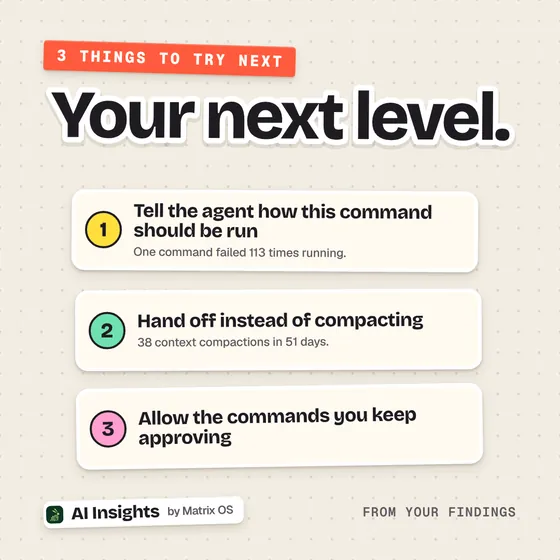 3 THINGS TO TRY NEXT
Your next level.
1
Tell the agent how this command
should be run
One command failed 113 times running.
2
Hand off instead of compacting
38 context compactions in 51 days.
3
Allow the commands you keep
approving
AI Insights by Matrix OS
FROM YOUR FINDINGS